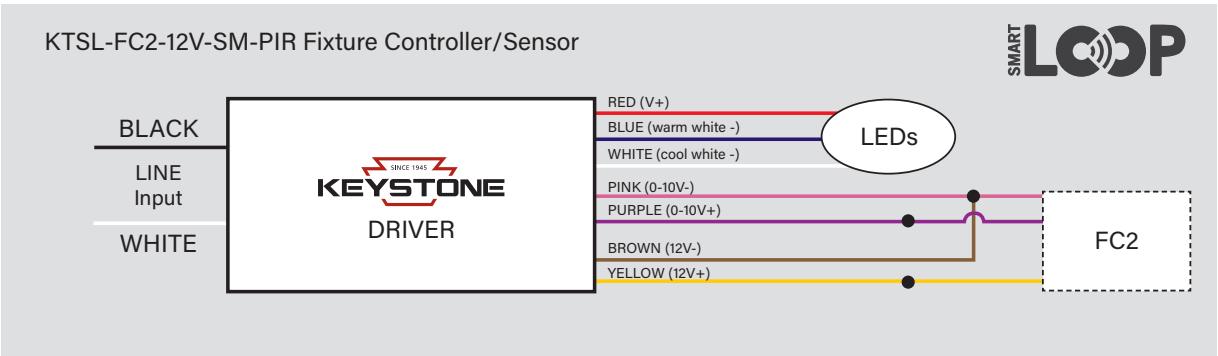 KTSL-FC2-12V-SM-PIR Fixture Controller/Sensor
SMART
LOOP
BLACK
LINE
Input
WHITE
SINCE 1945
KEYSTONE
DRIVER
RED (V+)
BLUE (warm white -)
WHITE (cool white -)
PINK (0-10V-)
PURPLE (0-10V+)
BROWN (12V-)
YELLOW (12V+)
LEDs
FC2